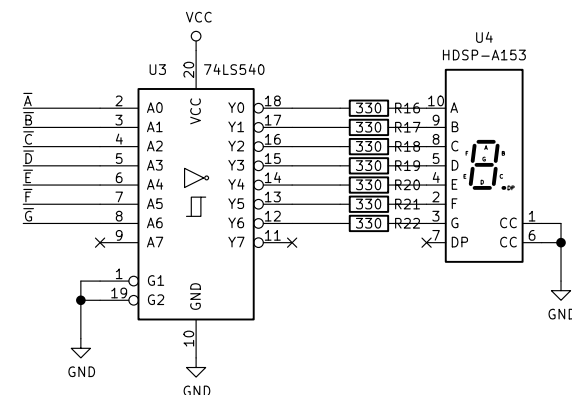 VCC
U4
HDSP-A153
U3 74LS540
20
VCC
A 2 A0 Y0 18 330 R16 10 A
B 3 A1 Y1 17 330 R17 9 B
C 4 A2 Y2 16 330 R18 8 C
D 5 A3 Y3 15 330 R19 5 D
E 6 A4 Y4 14 330 R20 4 E
F 7 A5 Y5 13 330 R21 2 F
G 8 A6 Y6 12 330 R22 3 G CC 1
9 A7 Y7 11 7 DP CC 6
A
F B
G
E C
D DP
1 G1
19 G2
GND
10
GND
GND
GND